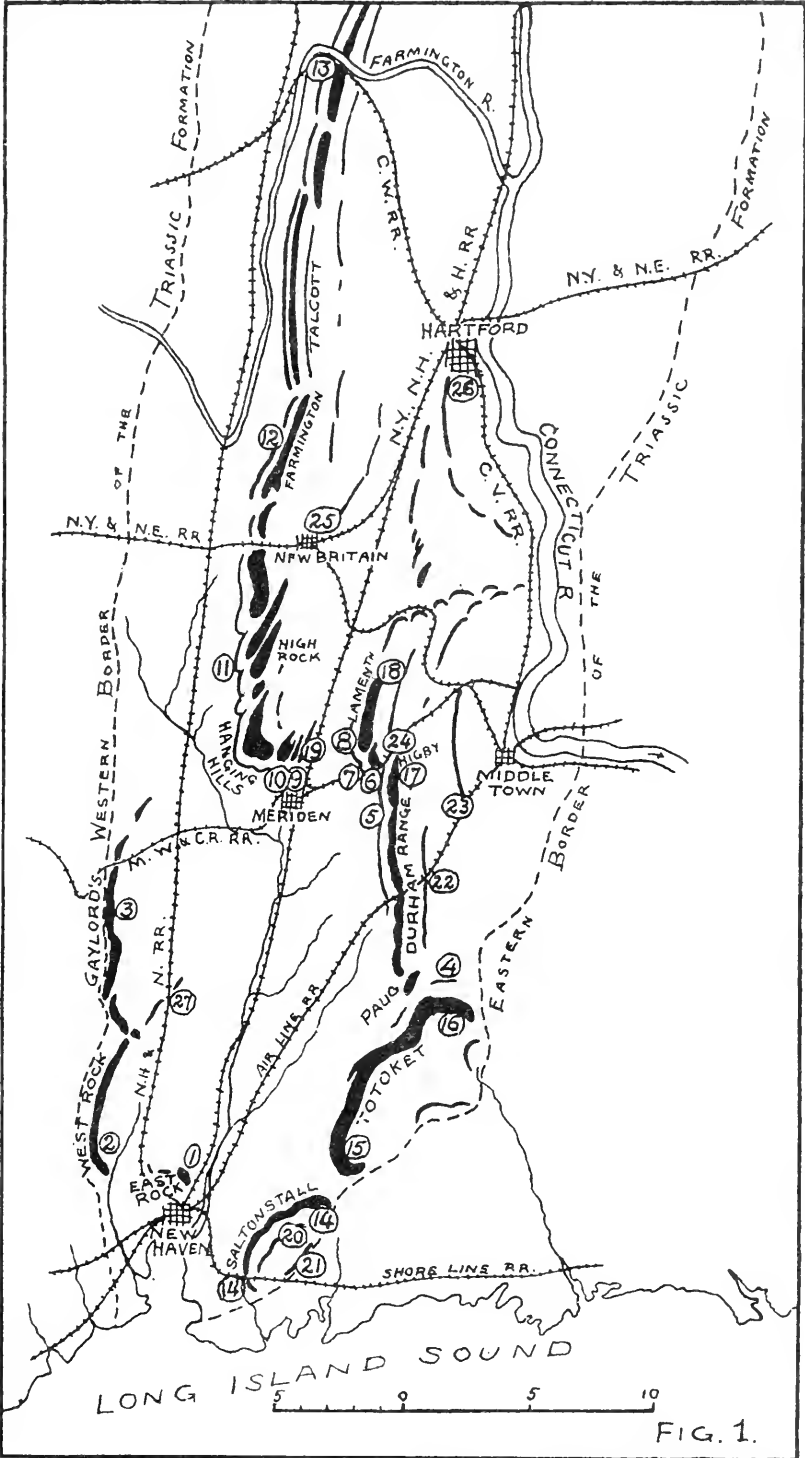 FARMINGTON R.
13
FORMATION
TRIASSIC
C. W. RR.
FORMATION
TRIASSIC
& H. RR
N.Y. & N.E. RR.
TALCOTT
HARTFORD
26
N.Y., N.H.
12
FARMINGTON
OF THE
C. V. RR.
CONNECTICUT R
25
N.Y. & N.E. RR
NEW BRITAIN
THE
OF
BORDER
WESTERN
HIGH
ROCK
11
18
LAMENTN
HANGING
HILLS
8
24
HIGBY
19
10
9
7
6
17
MIDDLE
TOWN
MERIDEN
5
23
M. W. & C.R. RR.
DURHAM RANGE
BORDER
22
GAYLORD'S
3
EASTERN
4
N. RR.
27
PAUG
16
AIR LINE RR
TOTOKET
N.H &
WEST ROCK
2
1
15
EAST
ROCK
NEW
HAVEN
SALTONSTALL
14
20
21
14
SHORE LINE RR.
LONG ISLAND SOUND
5 0 5 10
FIG. 1.